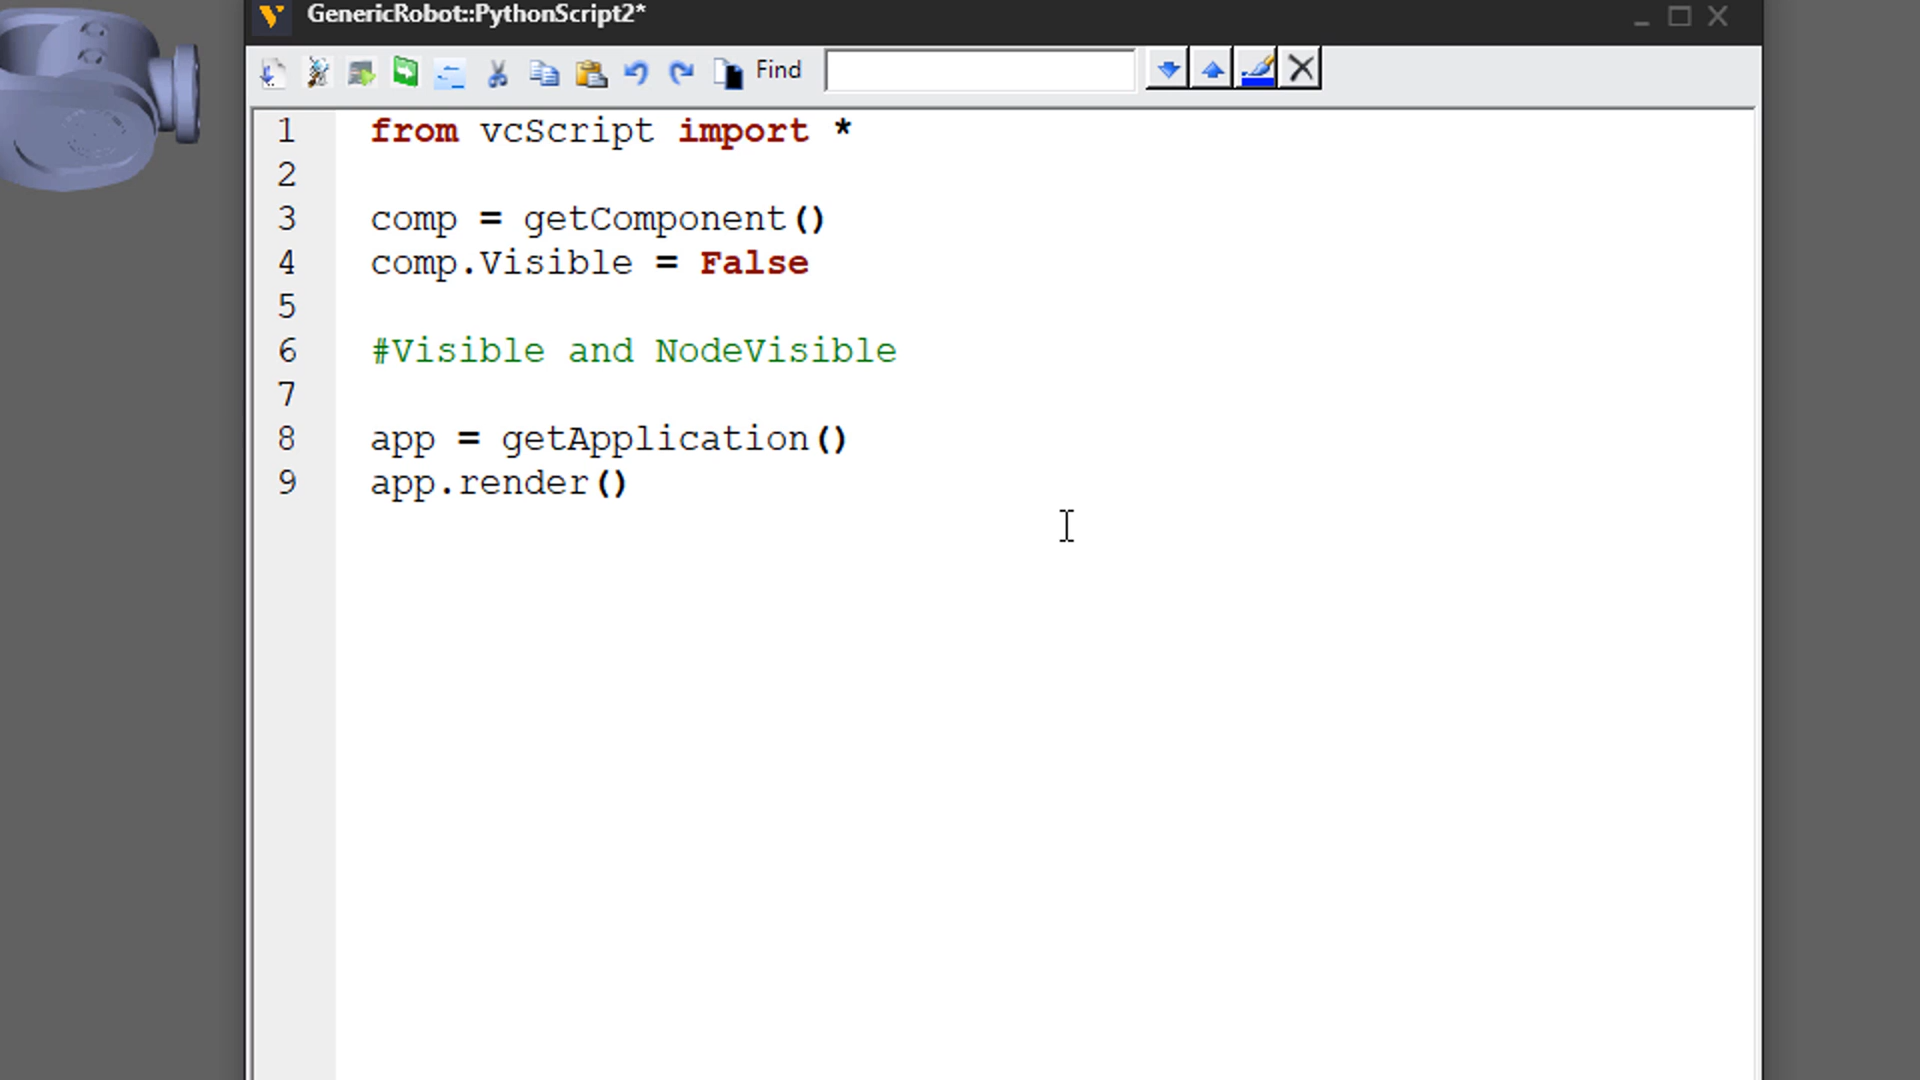 GenericRobot::PythonScript2*
Find
1 from vcScript import *
2
3 comp = getComponent()
4 comp.Visible = False
5
6 #Visible and NodeVisible
7
8 app = getApplication()
9 app.render()